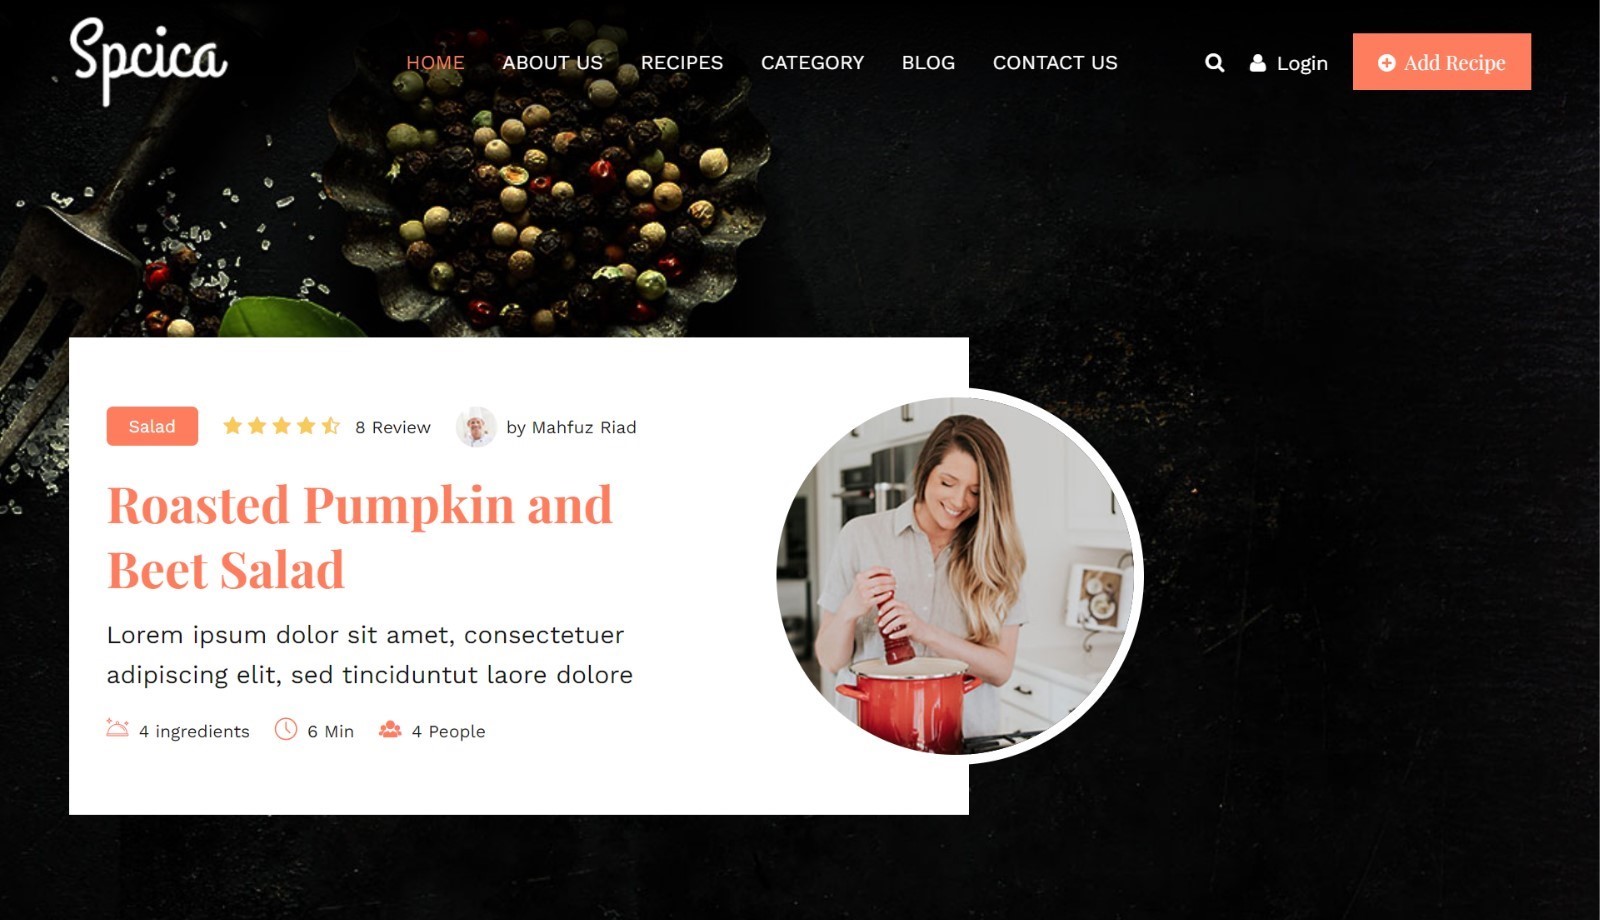 Spcica
HOME ABOUT US RECIPES CATEGORY BLOG CONTACT US Login Add Recipe
Salad 8 Review by Mahfuz Riad
Roasted Pumpkin and
Beet Salad
Lorem ipsum dolor sit amet, consectetuer
adipiscing elit, sed tinciduntut laore dolore
4 ingredients 6 Min 4 People